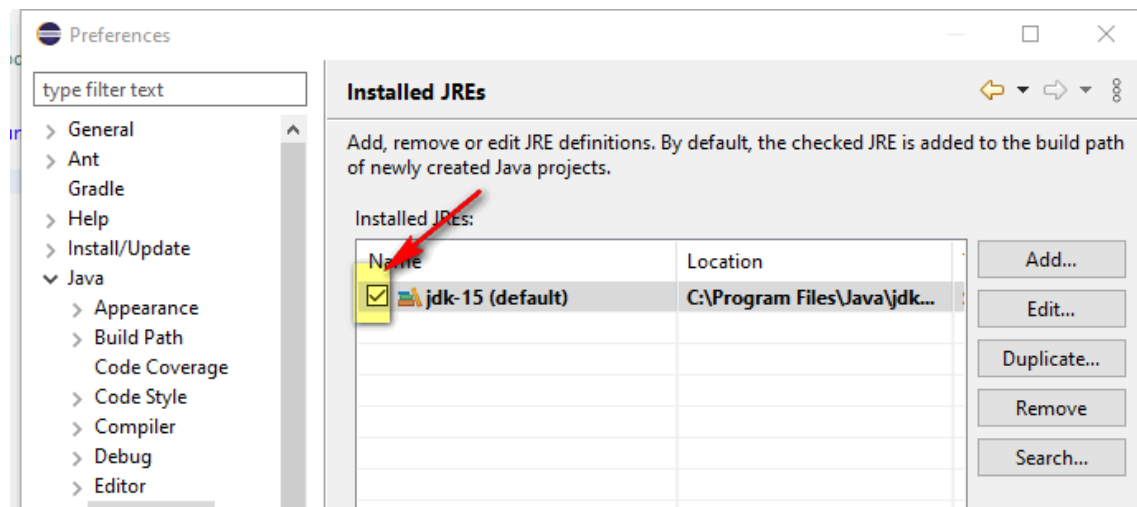 Preferences
type filter text
General
Ant
Gradle
Help
Install/Update
Java
Appearance
Build Path
Code Coverage
Code Style
Compiler
Debug
Editor
Installed JREs
Add, remove or edit JRE definitions. By default, the checked JRE is added to the build path
of newly created Java projects.
Installed JREs:
Name Location
jdk-15 (default) C:\Program Files\Java\jdk...
Add...
Edit...
Duplicate...
Remove
Search...